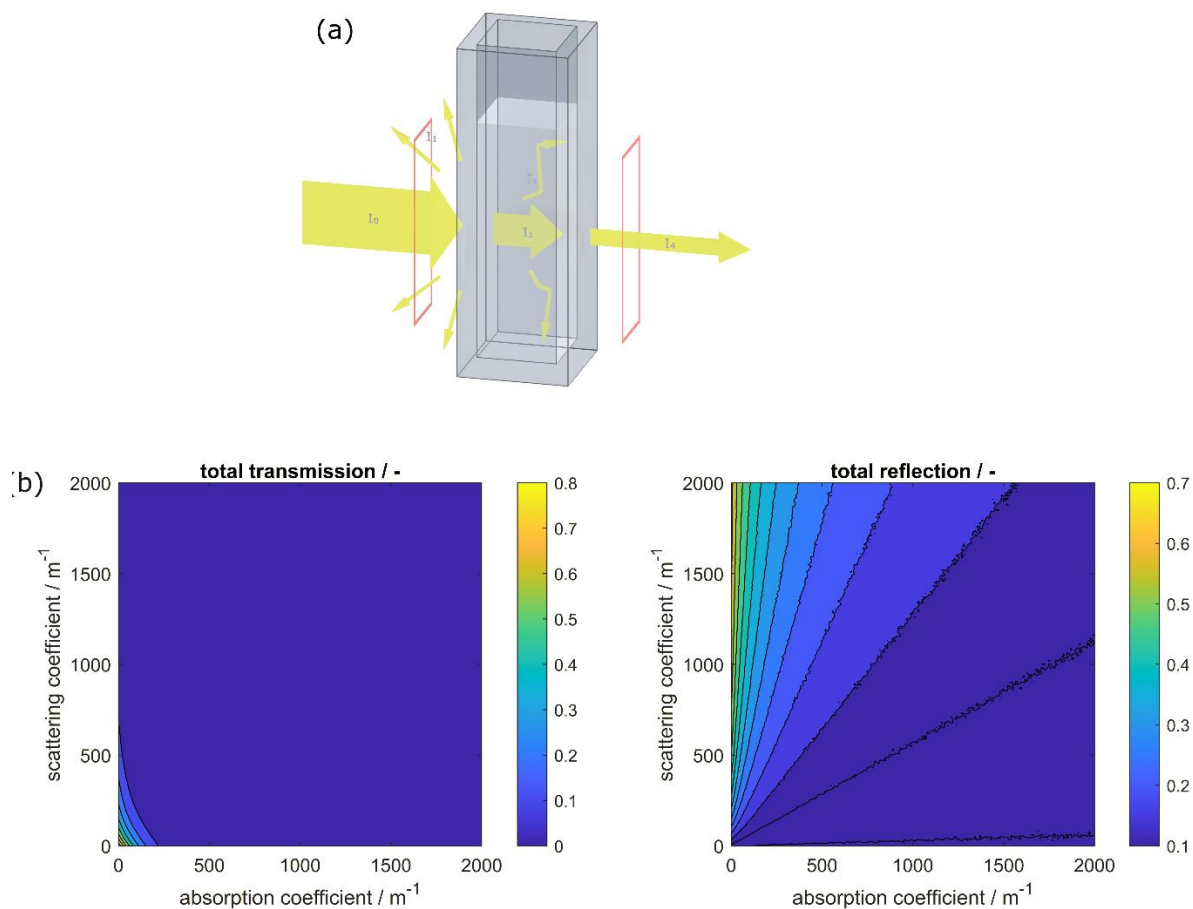 (a)
I₁
I₀
I₃
I₂
I₄
(b)
total transmission / -
scattering coefficient / m⁻¹
2000
1500
1000
500
0
0 500 1000 1500 2000
absorption coefficient / m⁻¹
0.8
0.7
0.6
0.5
0.4
0.3
0.2
0.1
0
total reflection / -
scattering coefficient / m⁻¹
2000
1500
1000
500
0
0 500 1000 1500 2000
absorption coefficient / m⁻¹
0.7
0.6
0.5
0.4
0.3
0.2
0.1